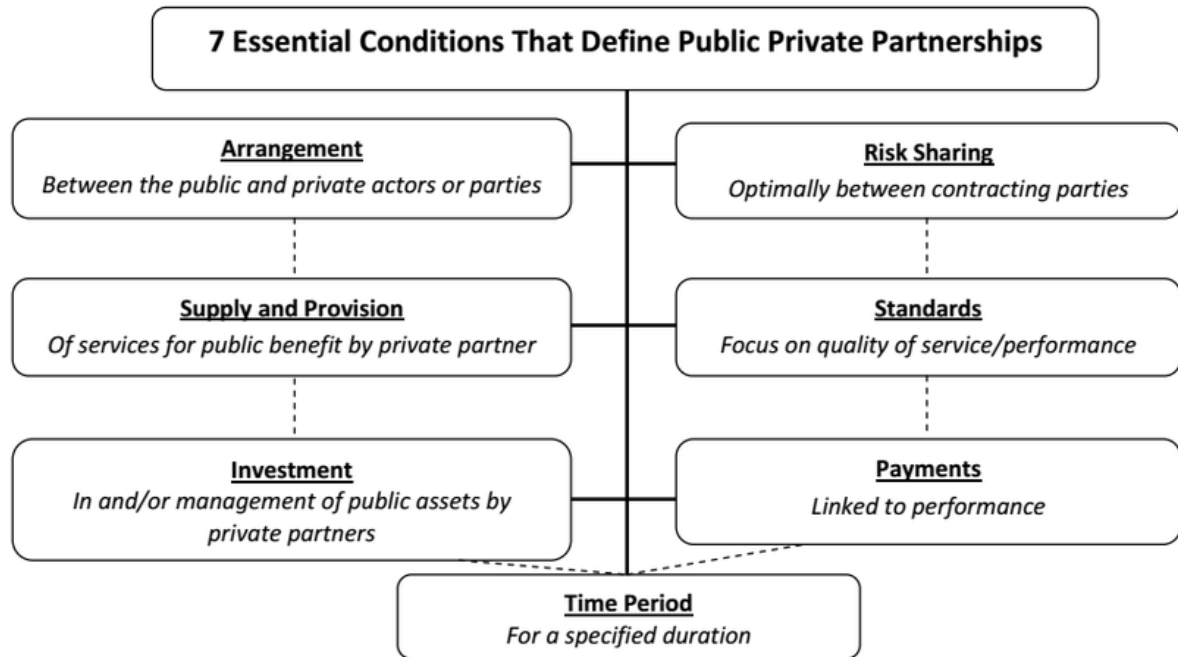 7 Essential Conditions That Define Public Private Partnerships
Arrangement
Between the public and private actors or parties
Risk Sharing
Optimally between contracting parties
Supply and Provision
Of services for public benefit by private partner
Standards
Focus on quality of service/performance
Investment
In and/or management of public assets by
private partners
Payments
Linked to performance
Time Period
For a specified duration